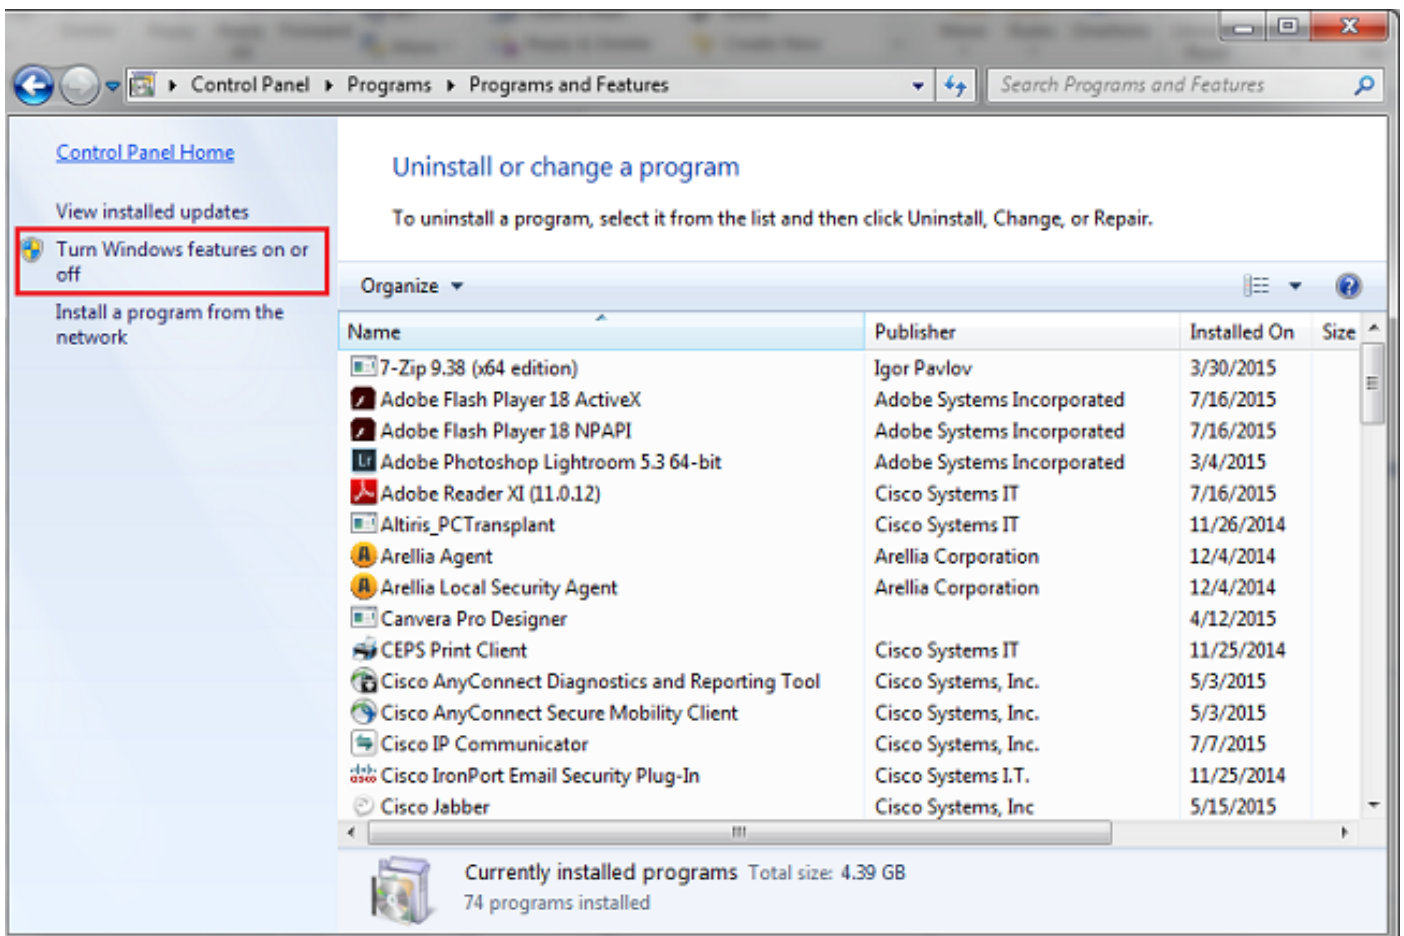 Control Panel Programs Programs and Features
Search Programs and Features
Control Panel Home
View installed updates
Turn Windows features on or
off
Install a program from the
network
Uninstall or change a program
To uninstall a program, select it from the list and then click Uninstall, Change, or Repair.
Organize
Name Publisher Installed On Size
7-Zip 9.38 (x64 edition) Igor Pavlov 3/30/2015
Adobe Flash Player 18 ActiveX Adobe Systems Incorporated 7/16/2015
Adobe Flash Player 18 NPAPI Adobe Systems Incorporated 7/16/2015
Lr Adobe Photoshop Lightroom 5.3 64-bit Adobe Systems Incorporated 3/4/2015
Adobe Reader XI (11.0.12) Cisco Systems IT 7/16/2015
Altiris_PCTransplant Cisco Systems IT 11/26/2014
Arellia Agent Arellia Corporation 12/4/2014
Arellia Local Security Agent Arellia Corporation 12/4/2014
Canvera Pro Designer 4/12/2015
CEPS Print Client Cisco Systems IT 11/25/2014
Cisco AnyConnect Diagnostics and Reporting Tool Cisco Systems, Inc. 5/3/2015
Cisco AnyConnect Secure Mobility Client Cisco Systems, Inc. 5/3/2015
Cisco IP Communicator Cisco Systems, Inc. 7/7/2015
cisco Cisco IronPort Email Security Plug-In Cisco Systems I.T. 11/25/2014
Cisco Jabber Cisco Systems, Inc 5/15/2015
Currently installed programs Total size: 4.39 GB
74 programs installed